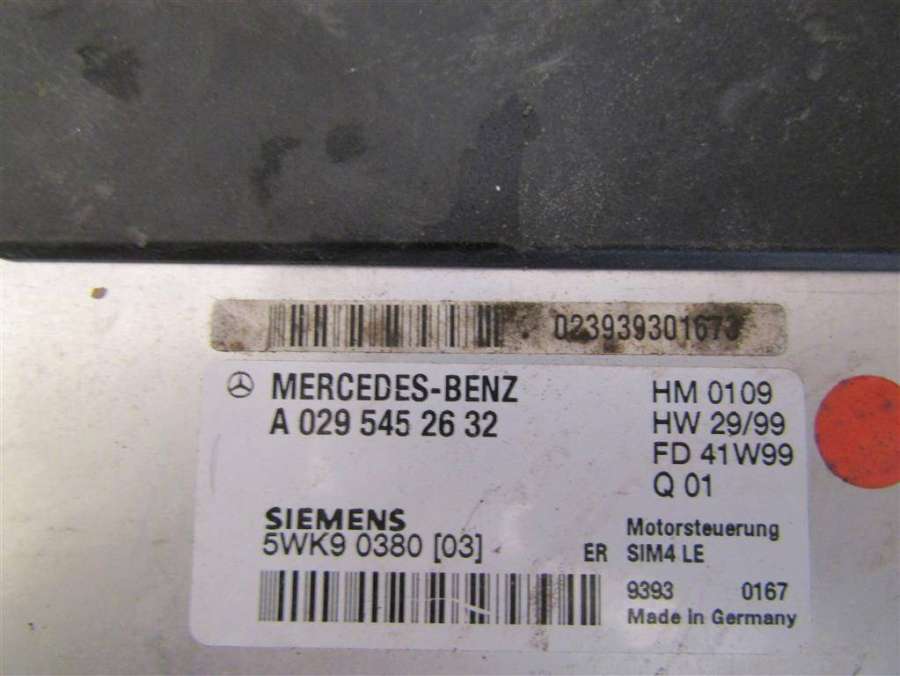 023939301673
MERCEDES-BENZ
A 029 545 26 32
HM 0109
HW 29/99
FD 41W99
Q 01
SIEMENS
5WK9 0380 [03]
Motorsteuerung
ER SIM4 LE
9393 0167
Made in Germany